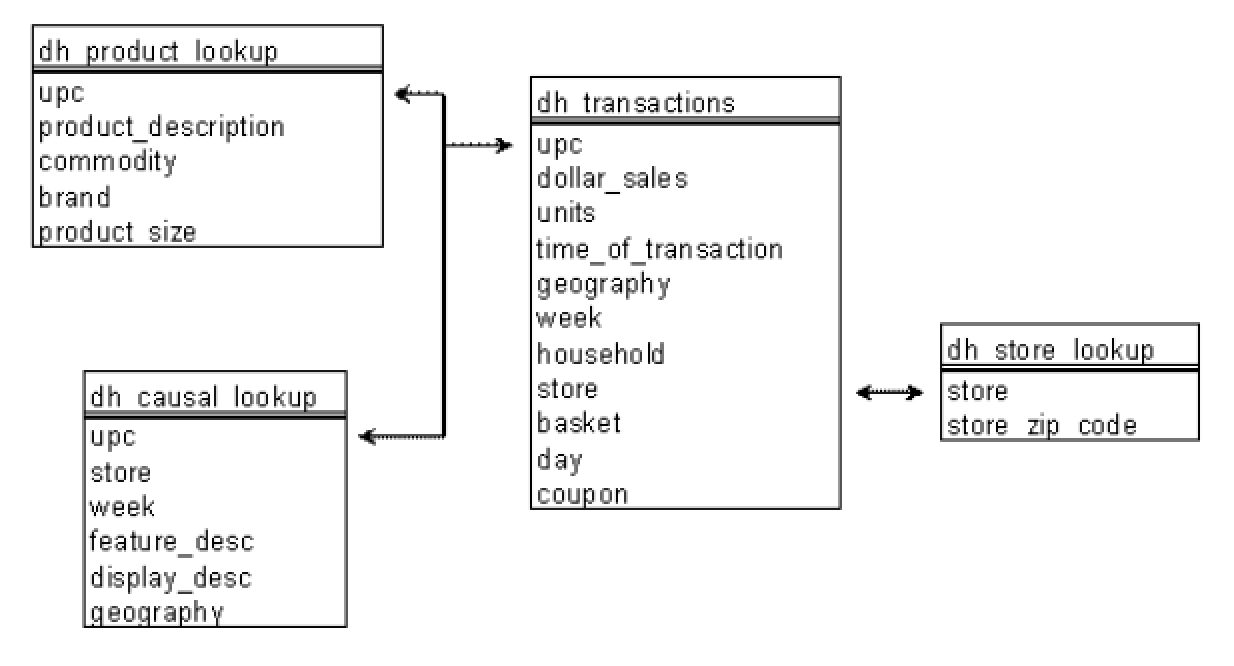 dh_product_lookup
upc
product_description
commodity
brand
product_size
dh_transactions
upc
dollar_sales
units
time_of_transaction
geography
week
household
store
basket
day
coupon
dh_store_lookup
store
store_zip_code
dh_causal_lookup
upc
store
week
feature_desc
display_desc
geography